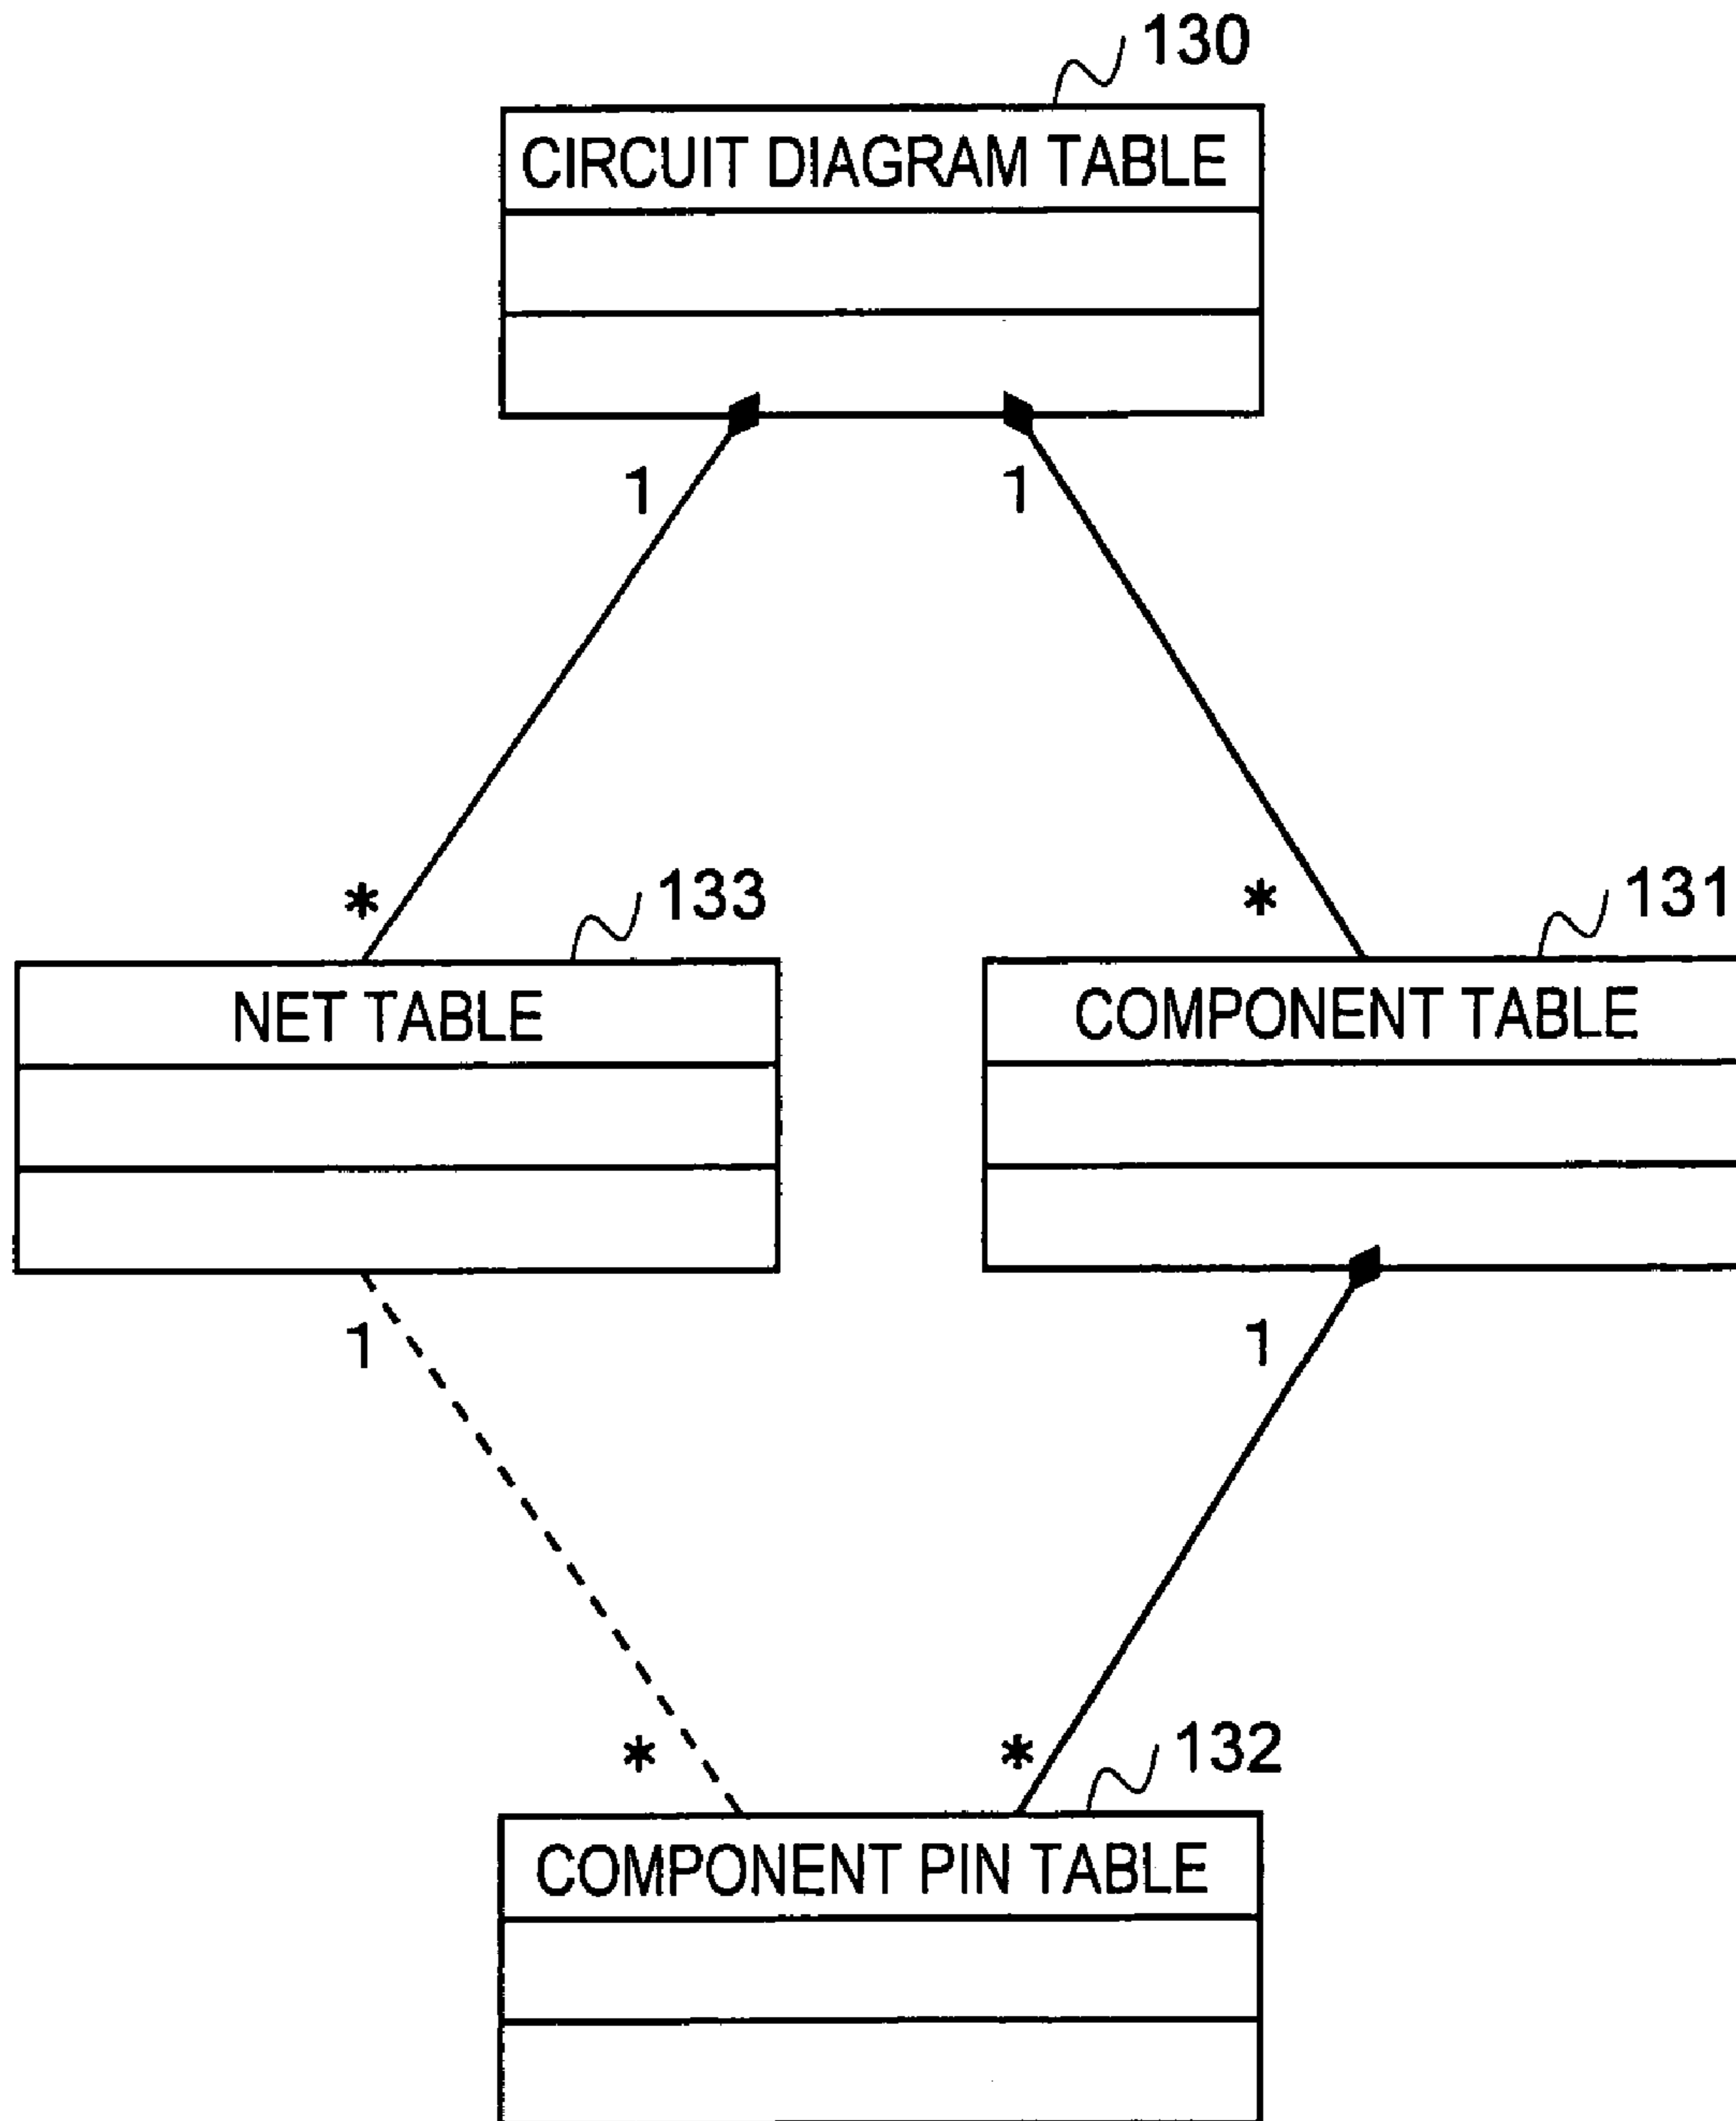 130
CIRCUIT DIAGRAM TABLE
1 1
* 133 * 131
NET TABLE COMPONENT TABLE
1 1
* * 132
COMPONENT PIN TABLE